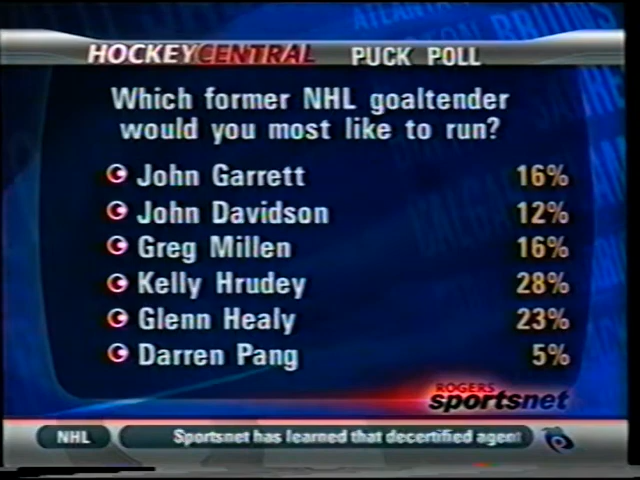 HOCKEYCENTRAL PUCK POLL
Which former NHL goaltender
would you most like to run?
John Garrett 16%
John Davidson 12%
Greg Millen 16%
Kelly Hrudey 28%
Glenn Healy 23%
Darren Pang 5%
ROGERS
sportsnet
NHL Sportsnet has learned that decertified agent